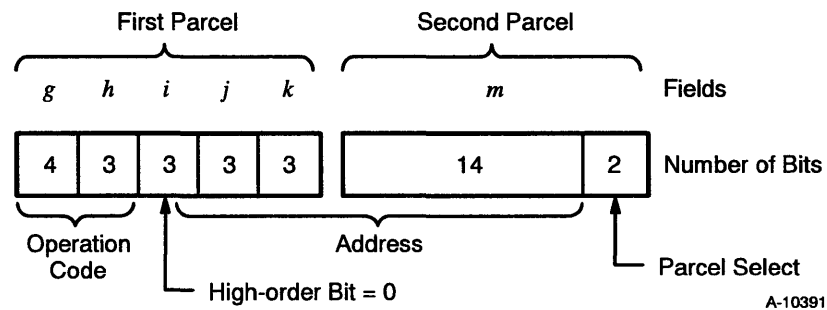 First Parcel Second Parcel
g h i j k m Fields
4 3 3 3 3 14 2 Number of Bits
Operation Address
Code
Parcel Select
High-order Bit = 0
A-10391